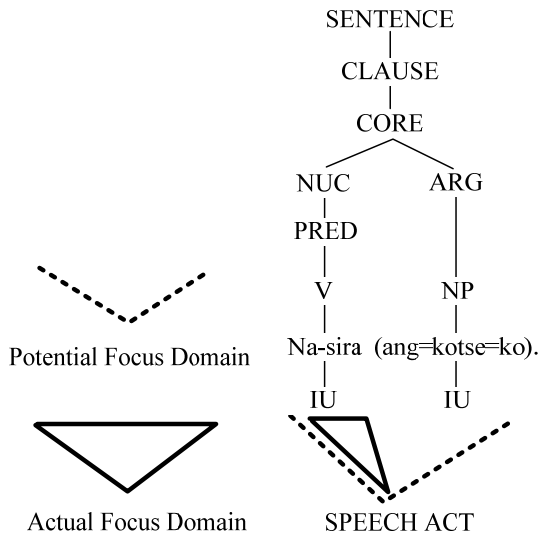 SENTENCE
CLAUSE
CORE
NUC ARG
PRED
V NP
Potential Focus Domain
Na-sira (ang=kotse=ko).
IU IU
Actual Focus Domain
SPEECH ACT